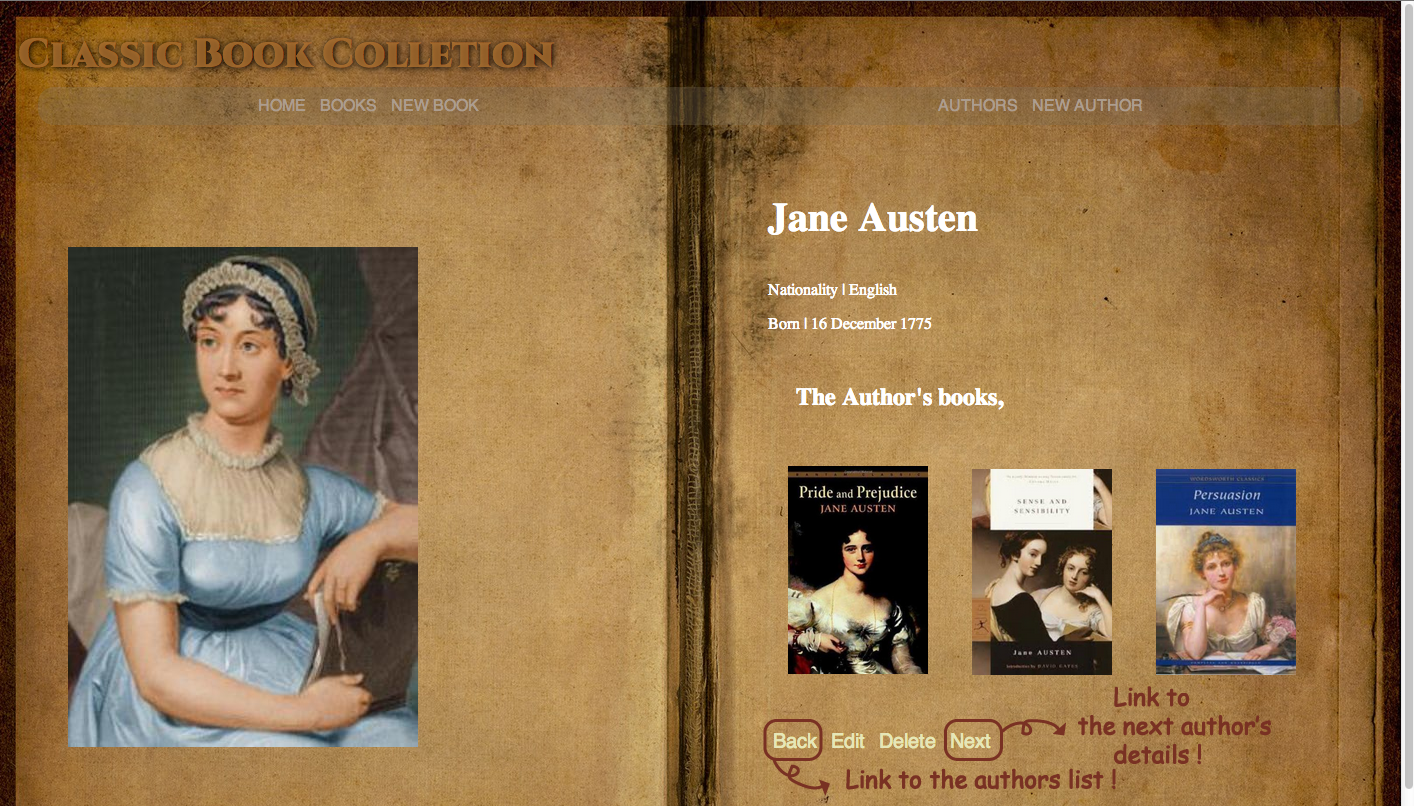 Classic Book Colletion
HOME BOOKS NEW BOOK AUTHORS NEW AUTHOR
Jane Austen
Nationality | English
Born | 16 December 1775
The Author's books,
Pride and Prejudice
JANE AUSTEN
SENSE AND
SENSIBILITY
Jane AUSTEN
WORDSWORTH CLASSICS
Persuasion
JANE AUSTEN
Back Edit Delete Next
Link to
the next author's
details !
Link to the authors list !